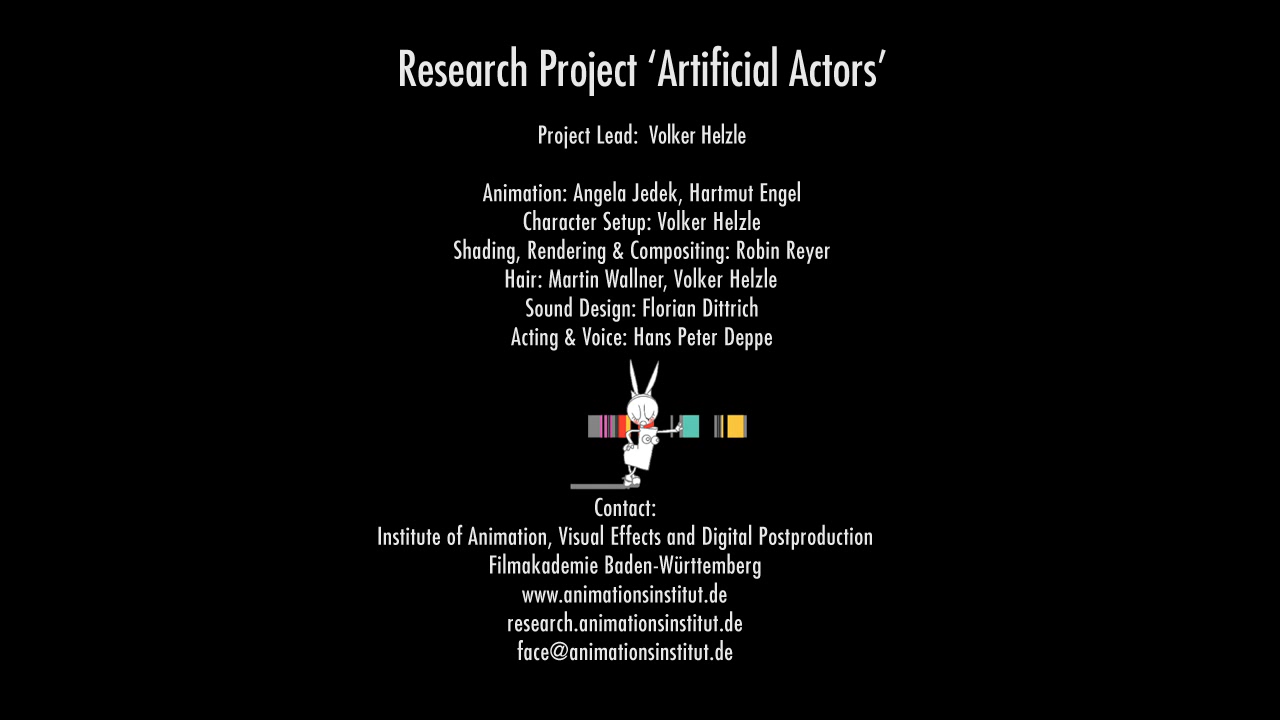 Research Project ‘Artificial Actors’
Project Lead: Volker Helzle
Animation: Angela Jedek, Hartmut Engel
Character Setup: Volker Helzle
Shading, Rendering & Compositing: Robin Reyer
Hair: Martin Wallner, Volker Helzle
Sound Design: Florian Dittrich
Acting & Voice: Hans Peter Deppe
Contact:
Institute of Animation, Visual Effects and Digital Postproduction
Filmakademie Baden-Württemberg
www.animationsinstitut.de
research.animationsinstitut.de
face@animationsinstitut.de